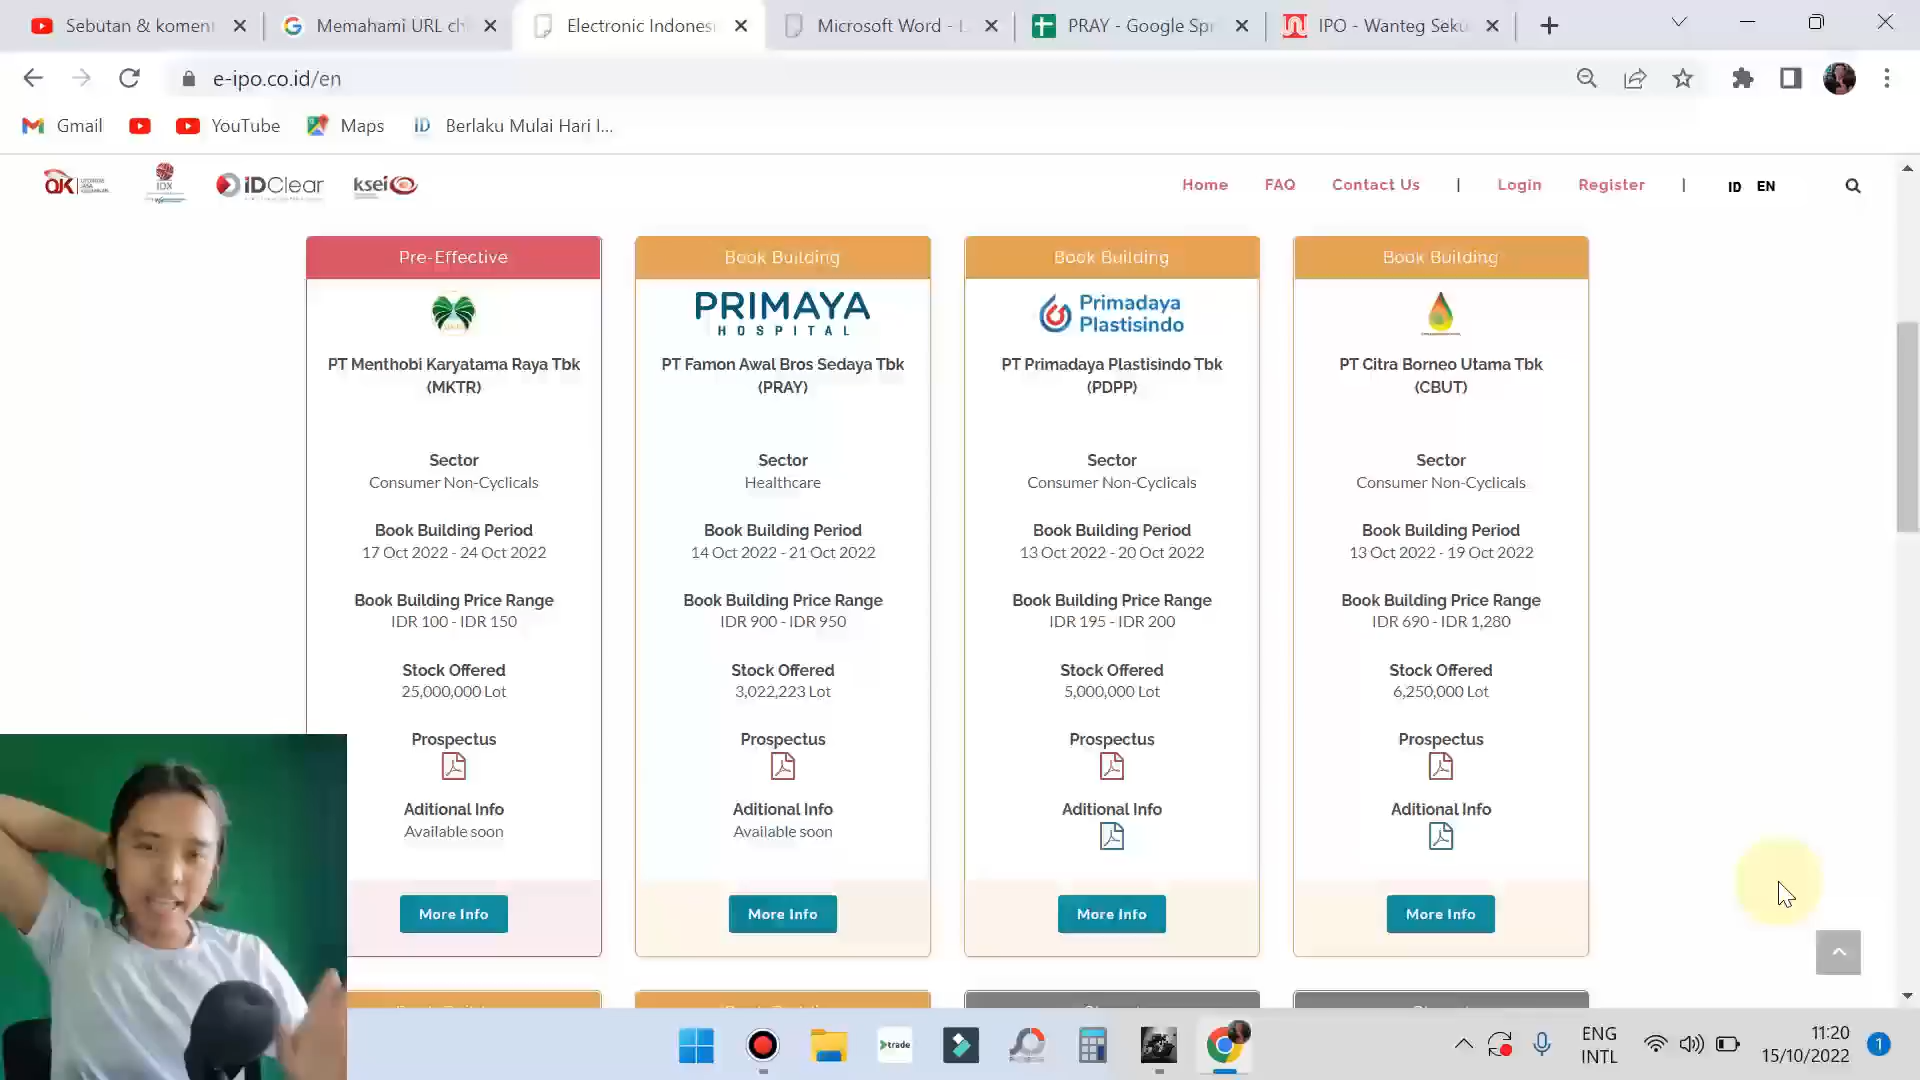 Sebutan & koment
Memahami URL ch
Electronic Indones
Microsoft Word - L
PRAY - Google Spr
IPO - Wanteg Seku
e-ipo.co.id/en
Gmail
YouTube
Maps
ID
Berlaku Mulai Hari I...
IDX
iDClear
ksei
Home
FAQ
Contact Us
|
Login
Register
|
ID
EN
Pre-Effective
PT Menthobi Karyatama Raya Tbk
(MKTR)
Sector
Consumer Non-Cyclicals
Book Building Period
17 Oct 2022 - 24 Oct 2022
Book Building Price Range
IDR 100 - IDR 150
Stock Offered
25,000,000 Lot
Prospectus
Aditional Info
Available soon
More Info
Book Building
PRIMAYA
HOSPITAL
PT Famon Awal Bros Sedaya Tbk
(PRAY)
Sector
Healthcare
Book Building Period
14 Oct 2022 - 21 Oct 2022
Book Building Price Range
IDR 900 - IDR 950
Stock Offered
3,022,223 Lot
Prospectus
Aditional Info
Available soon
More Info
Book Building
Primadaya
Plastisindo
PT Primadaya Plastisindo Tbk
(PDPP)
Sector
Consumer Non-Cyclicals
Book Building Period
13 Oct 2022 - 20 Oct 2022
Book Building Price Range
IDR 195 - IDR 200
Stock Offered
5,000,000 Lot
Prospectus
Aditional Info
More Info
Book Building
PT Citra Borneo Utama Tbk
(CBUT)
Sector
Consumer Non-Cyclicals
Book Building Period
13 Oct 2022 - 19 Oct 2022
Book Building Price Range
IDR 690 - IDR 1,280
Stock Offered
6,250,000 Lot
Prospectus
Aditional Info
More Info
trade
ENG
INTL
11:20
15/10/2022
1